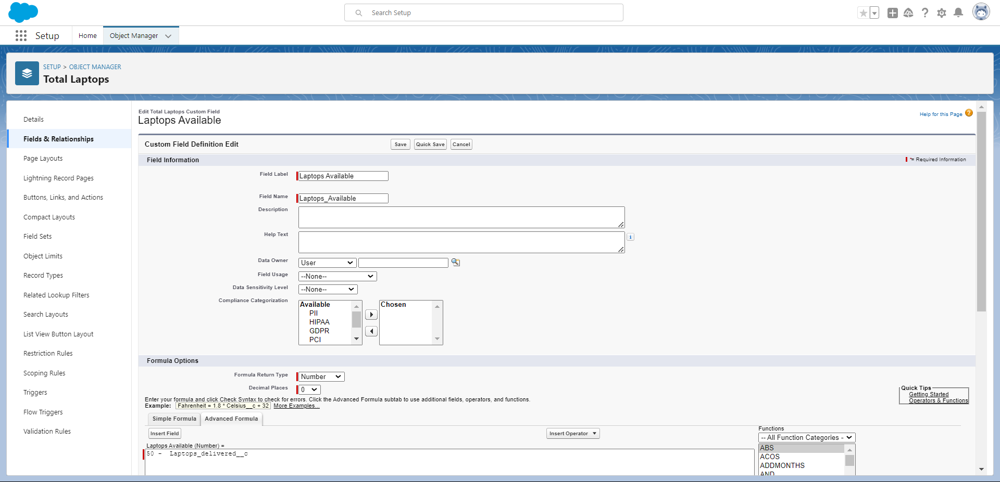 Search Setup
Setup
Home
Object Manager
SETUP > OBJECT MANAGER
Total Laptops
Details
Fields & Relationships
Page Layouts
Lightning Record Pages
Buttons, Links, and Actions
Compact Layouts
Field Sets
Object Limits
Record Types
Related Lookup Filters
Search Layouts
List View Button Layout
Restriction Rules
Scoping Rules
Triggers
Flow Triggers
Validation Rules
Edit Total Laptops Custom Field
Laptops Available
Help for this Page ?
Custom Field Definition Edit
Save
Quick Save
Cancel
Field Information
= Required Information
Field Label
Laptops Available
Field Name
Laptops_Available
Description
Help Text
i
Data Owner
User
Field Usage
--None--
Data Sensitivity Level
--None--
Compliance Categorization
Available
PII
HIPAA
GDPR
PCI
Chosen
Formula Options
Formula Return Type
Number
Decimal Places
0
Enter your formula and click Check Syntax to check for errors. Click the Advanced Formula subtab to use additional fields, operators, and functions.
Example: Fahrenheit = 1.8 * Celsius__c + 32 More Examples...
Quick Tips
Getting Started
Operators & Functions
Simple Formula
Advanced Formula
Insert Field
Insert Operator
Functions
-- All Function Categories -
Laptops Available (Number) =
50 - Laptops_delivered__c
ABS
ACOS
ADDMONTHS
AND